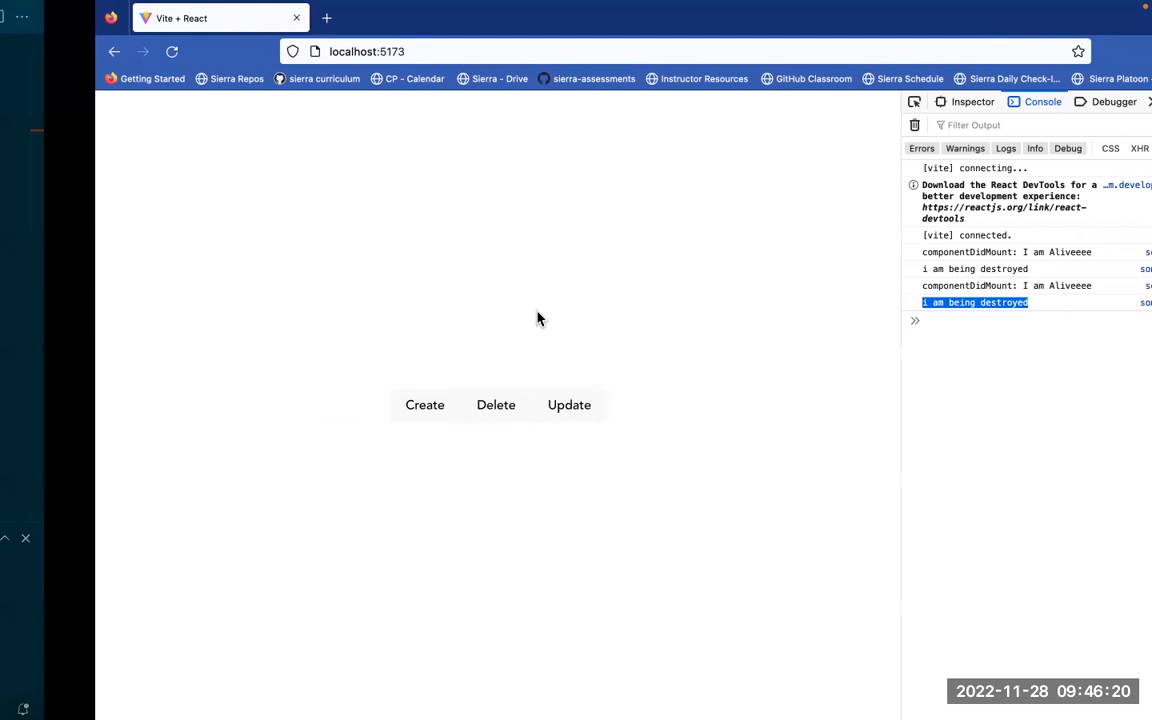 Vite + React
localhost:5173
Getting Started Sierra Repos sierra curriculum CP - Calendar Sierra - Drive sierra-assessments Instructor Resources GitHub Classroom Sierra Schedule Sierra Daily Check-I... Sierra Platoon
Inspector Console Debugger
Filter Output
Errors Warnings Logs Info Debug CSS XHR
[vite] connecting...
Download the React DevTools for a …m.develop
better development experience:
https://reactjs.org/link/react-
devtools
[vite] connected.
componentDidMount: I am Aliveeee
i am being destroyed
componentDidMount: I am Aliveeee
i am being destroyed
Create Delete Update
2022-11-28 09:46:20